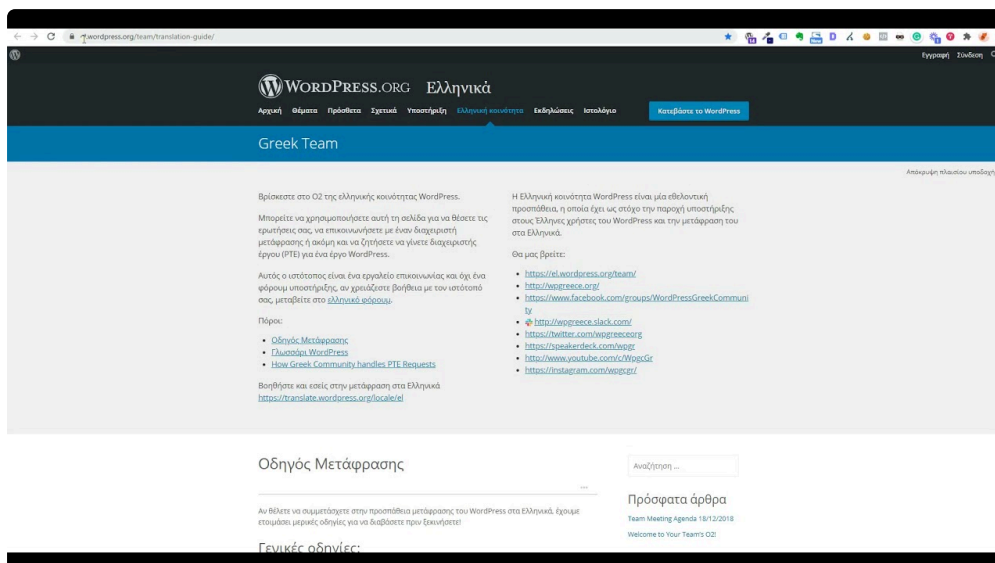 .wordpress.org/team/translation-guide/
Εγγραφή Σύνδεση
WORDPRESS.ORG Ελληνικά
Αρχική Θέματα Πρόσθετα Σχετικά Υποστήριξη Ελληνική κοινότητα Εκδηλώσεις Ιστολόγιο Κατεβάστε το WordPress
Greek Team
Απόκρυψη πλαισίου υποδοχή
Βρίσκεστε στο Ο2 της ελληνικής κοινότητας WordPress.
Μπορείτε να χρησιμοποιήσετε αυτή τη σελίδα για να θέσετε τις
ερωτήσεις σας, να επικοινωνήσετε με έναν διαχειριστή
μετάφρασης ή ακόμη και να ζητήσετε να γίνετε διαχειριστής
έργου (PTE) για ένα έργο WordPress.
Αυτός ο ιστότοπος είναι ένα εργαλείο επικοινωνίας και όχι ένα
φόρουμ υποστήριξης, αν χρειάζεστε βοήθεια με τον ιστότοπό
σας, μεταβείτε στο ελληνικό φόρουμ.
Πόροι:
Οδηγός Μετάφρασης
Γλωσσάρι WordPress
How Greek Community handles PTE Requests
Βοηθήστε και εσείς στην μετάφραση στα Ελληνικά
https://translate.wordpress.org/locale/el
Η Ελληνική κοινότητα WordPress είναι μία εθελοντική
προσπάθεια, η οποία έχει ως στόχο την παροχή υποστήριξης
στους Έλληνες χρήστες του WordPress και την μετάφραση του
στα Ελληνικά.
Θα μας βρείτε:
https://el.wordpress.org/team/
http://wpgreece.org/
https://www.facebook.com/groups/WordPressGreekCommuni
ty
http://wpgreece.slack.com/
https://twitter.com/wpgreeceorg
https://speakerdeck.com/wpgr
http://www.youtube.com/c/WpgcGr
https://instagram.com/wpgcgr/
Οδηγός Μετάφρασης
Αν θέλετε να συμμετάσχετε στην προσπάθεια μετάφρασης του WordPress στα Ελληνικά, έχουμε
ετοιμάσει μερικές οδηγίες για να διαβάσετε πριν ξεκινήσετε!
Γενικές οδηγίες:
Αναζήτηση ...
Πρόσφατα άρθρα
Team Meeting Agenda 18/12/2018
Welcome to Your Team's O2!